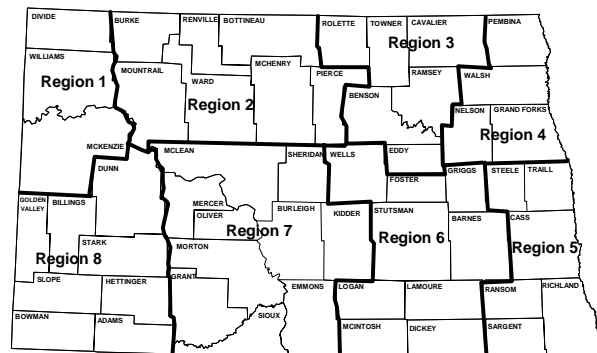 DIVIDE
BURKE
RENVILLE
BOTTINEAU
ROLETTE
TOWNER
CAVALIER
PEMBINA
Region 3
WILLIAMS
MOUNTRAIL
WARD
MCHENRY
PIERCE
BENSON
RAMSEY
WALSH
Region 1
Region 2
NELSON
GRAND FORKS
Region 4
MCKENZIE
MCLEAN
SHERIDAN
WELLS
EDDY
DUNN
FOSTER
GRIGGS
STEELE
TRAILL
GOLDEN
VALLEY
BILLINGS
MERCER
OLIVER
BURLEIGH
KIDDER
STUTSMAN
BARNES
CASS
Region 7
Region 6
Region 5
STARK
MORTON
Region 8
SLOPE
HETTINGER
GRANT
EMMONS
LOGAN
LAMOURE
RANSOM
RICHLAND
BOWMAN
ADAMS
SIOUX
MCINTOSH
DICKEY
SARGENT